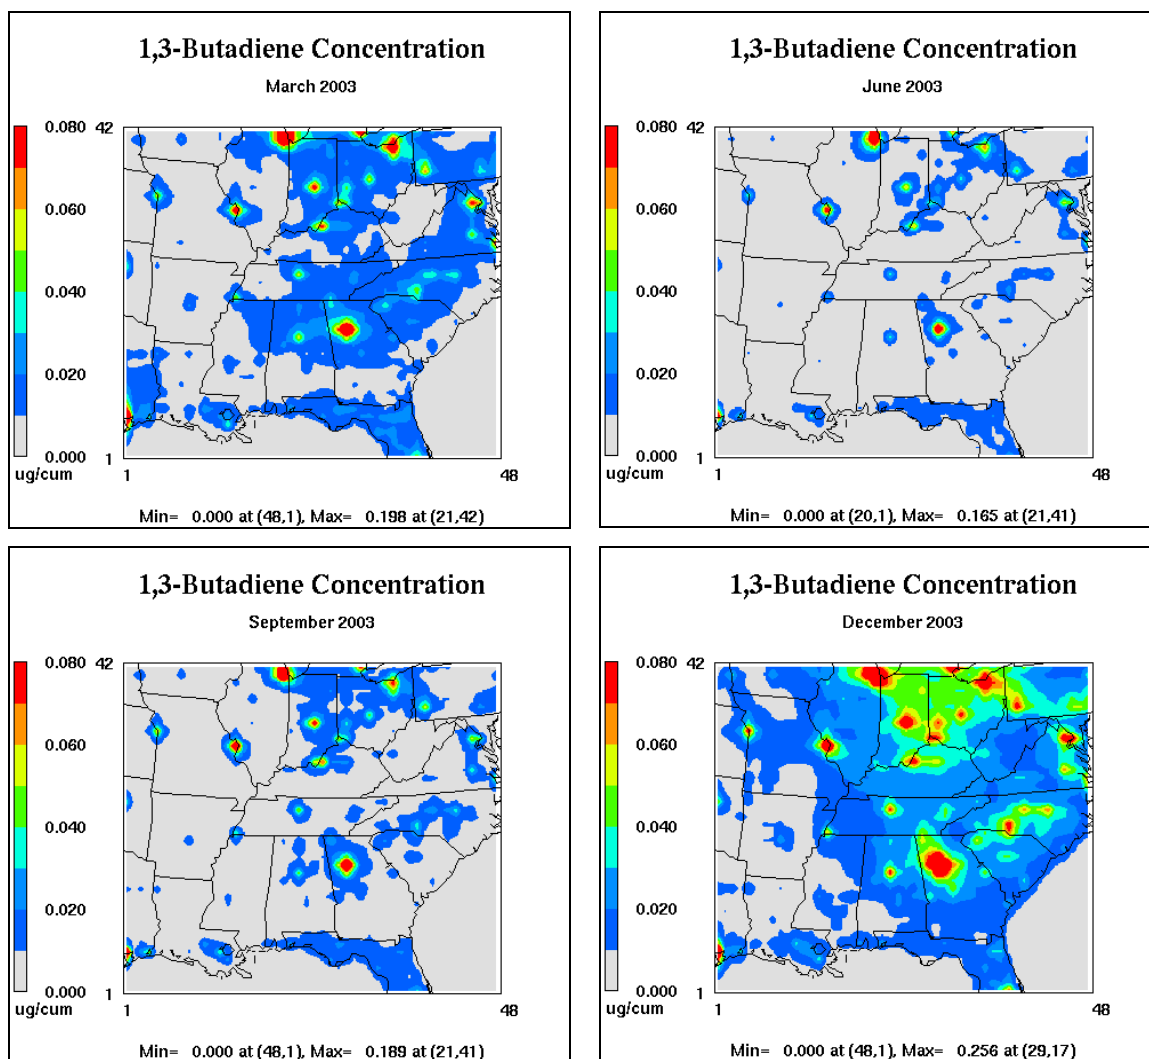 1,3-Butadiene Concentration
March 2003
0.080
0.060
0.040
0.020
0.000
ug/cum
42
1
1
48
Min= 0.000 at (48,1), Max= 0.198 at (21,42)
1,3-Butadiene Concentration
June 2003
0.080
0.060
0.040
0.020
0.000
ug/cum
42
1
1
48
Min= 0.000 at (20,1), Max= 0.165 at (21,41)
1,3-Butadiene Concentration
September 2003
0.080
0.060
0.040
0.020
0.000
ug/cum
42
1
1
48
Min= 0.000 at (48,1), Max= 0.189 at (21,41)
1,3-Butadiene Concentration
December 2003
0.080
0.060
0.040
0.020
0.000
ug/cum
42
1
1
48
Min= 0.000 at (48,1), Max= 0.256 at (29,17)